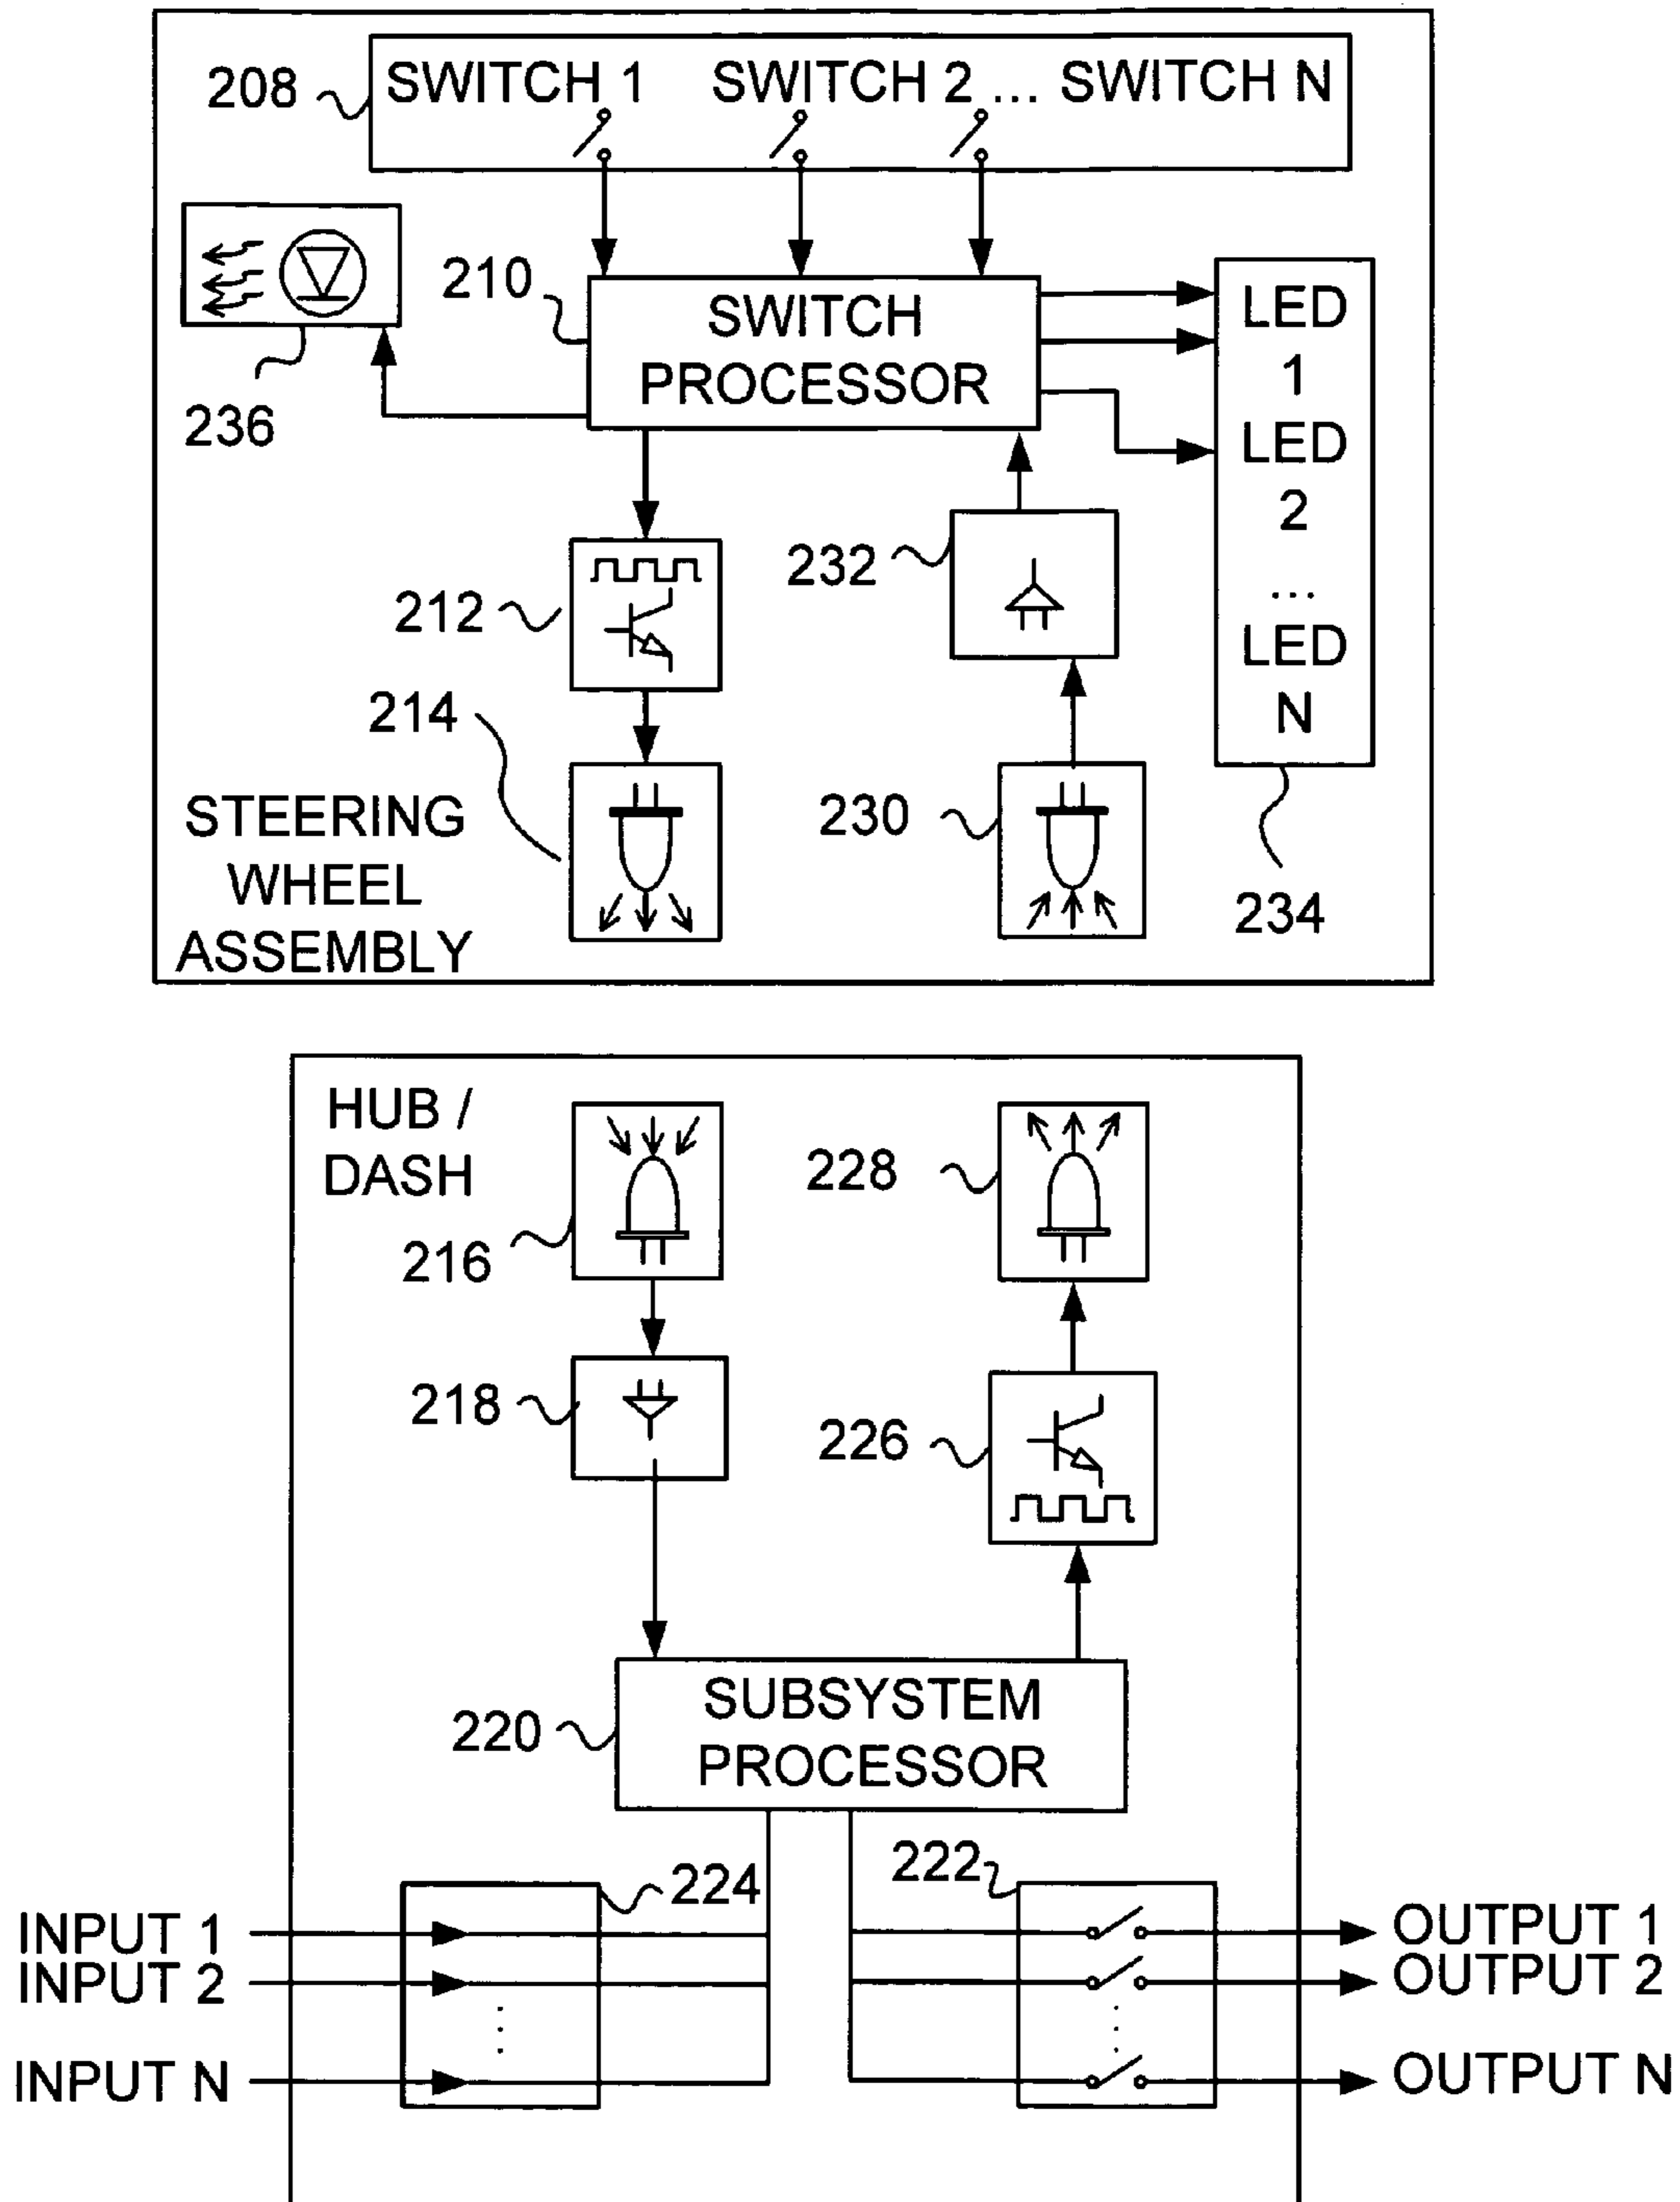 SWITCH 1 SWITCH 2 ... SWITCH N
208
210
SWITCH
PROCESSOR
236
LED
1
LED
2
...
LED
N
212
232
214
230
234
STEERING
WHEEL
ASSEMBLY
HUB /
DASH
216
228
218
226
220
SUBSYSTEM
PROCESSOR
224
222
INPUT 1
INPUT 2
INPUT N
OUTPUT 1
OUTPUT 2
OUTPUT N